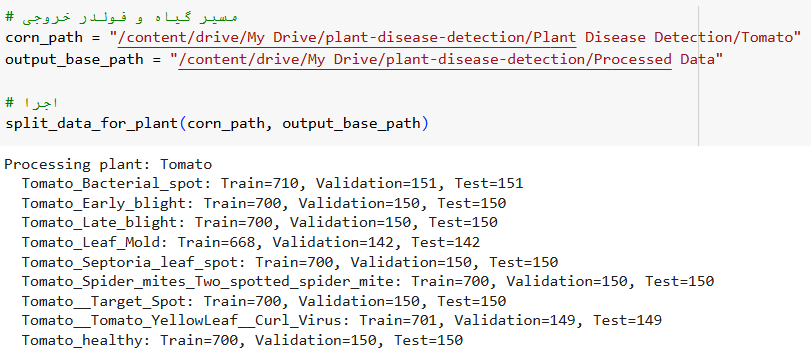 # مسیر گیاه و فولدر خروجی
corn_path = "/content/drive/My Drive/plant-disease-detection/Plant Disease Detection/Tomato"
output_base_path = "/content/drive/My Drive/plant-disease-detection/Processed Data"
# اجرا
split_data_for_plant(corn_path, output_base_path)
Processing plant: Tomato
  Tomato_Bacterial_spot: Train=710, Validation=151, Test=151
  Tomato_Early_blight: Train=700, Validation=150, Test=150
  Tomato_Late_blight: Train=700, Validation=150, Test=150
  Tomato_Leaf_Mold: Train=668, Validation=142, Test=142
  Tomato_Septoria_leaf_spot: Train=700, Validation=150, Test=150
  Tomato_Spider_mites_Two_spotted_spider_mite: Train=700, Validation=150, Test=150
  Tomato__Target_Spot: Train=700, Validation=150, Test=150
  Tomato__Tomato_YellowLeaf__Curl_Virus: Train=701, Validation=149, Test=149
  Tomato_healthy: Train=700, Validation=150, Test=150